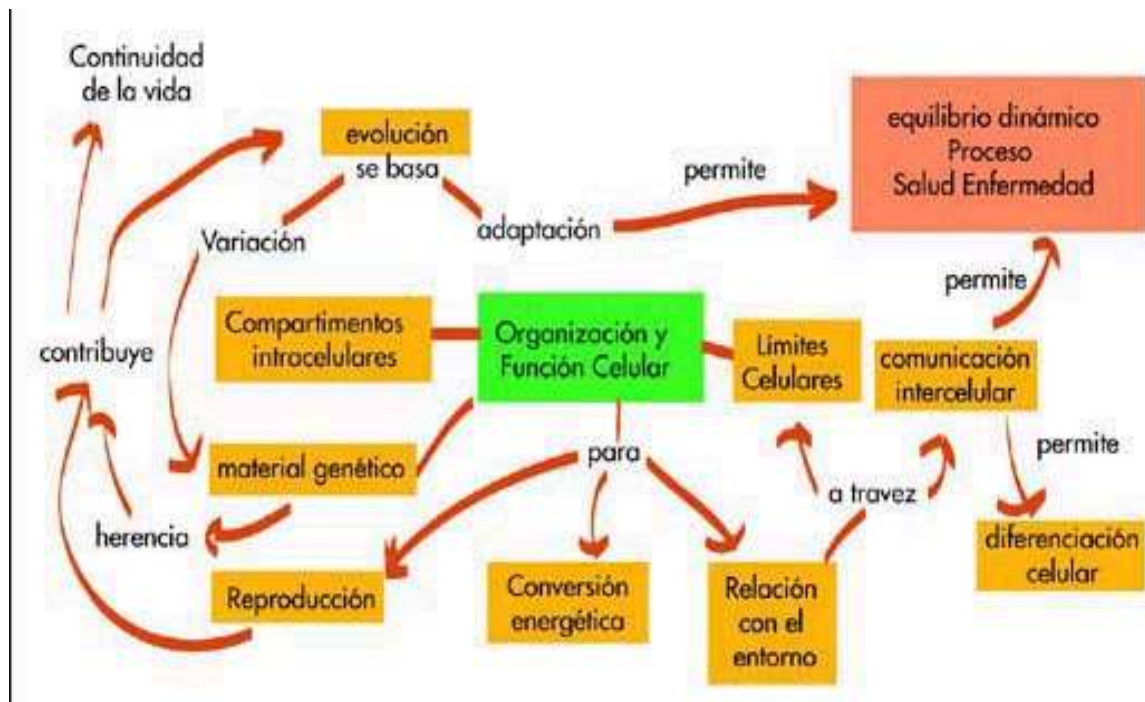 Continuidad
de la vida
evolución
se basa
permite
equilibrio dinámico
Proceso
Salud Enfermedad
Variación
adaptación
permite
contribuye
Compartimentos
intracelulares
Organización y
Función Celular
Límites
Celulares
comunicación
intercelular
material genético
para
a travez
permite
herencia
Reproducción
Conversión
energética
Relación
con el
entorno
diferenciación
celular